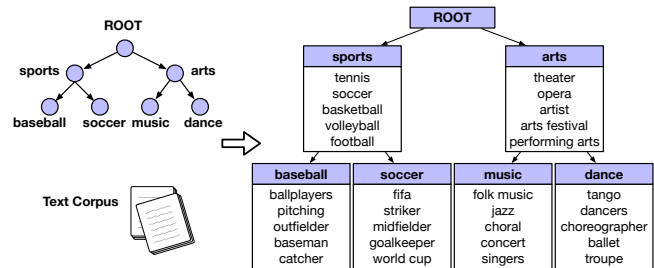 ROOT
sports
arts
baseball
soccer
music
dance
Text Corpus
ROOT
sports
tennis
soccer
basketball
volleyball
football
arts
theater
opera
artist
arts festival
performing arts
baseball
ballplayers
pitching
outfielder
baseman
catcher
soccer
fifa
striker
midfielder
goalkeeper
world cup
music
folk music
jazz
choral
concert
singers
dance
tango
dancers
choreographer
ballet
troupe